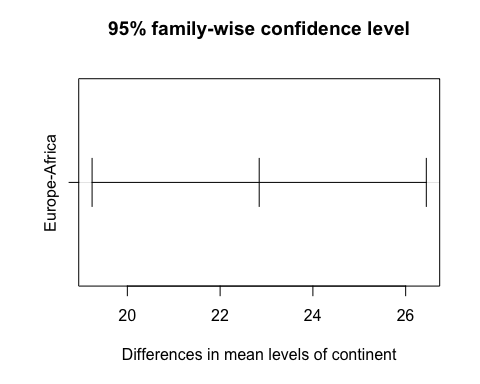 95% family-wise confidence level
Europe-Africa
20 22 24 26
Differences in mean levels of continent